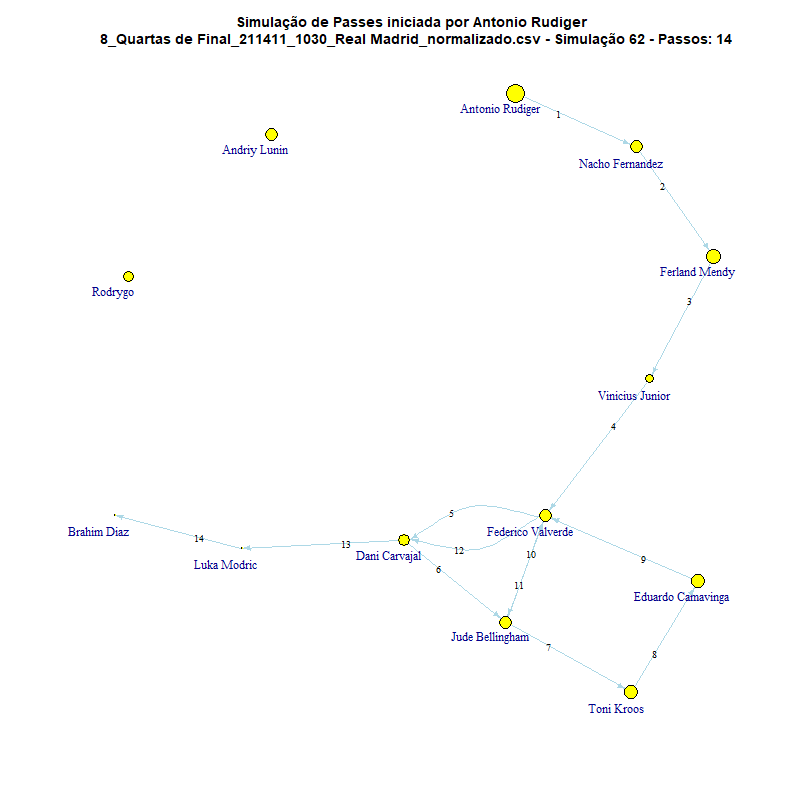 Simulação de Passes iniciada por Antonio Rudiger
8_Quartas de Final_211411_1030_Real Madrid_normalizado.csv - Simulação 62 - Passos: 14
Antonio Rudiger
1
Andriy Lunin
Nacho Fernandez
2
Ferland Mendy
Rodrygo
3
Vinicius Junior
4
5
Federico Valverde
Brahim Diaz
14
13
Dani Carvajal
12
10
9
Luka Modric
6
11
Eduardo Camavinga
Jude Bellingham
7
8
Toni Kroos